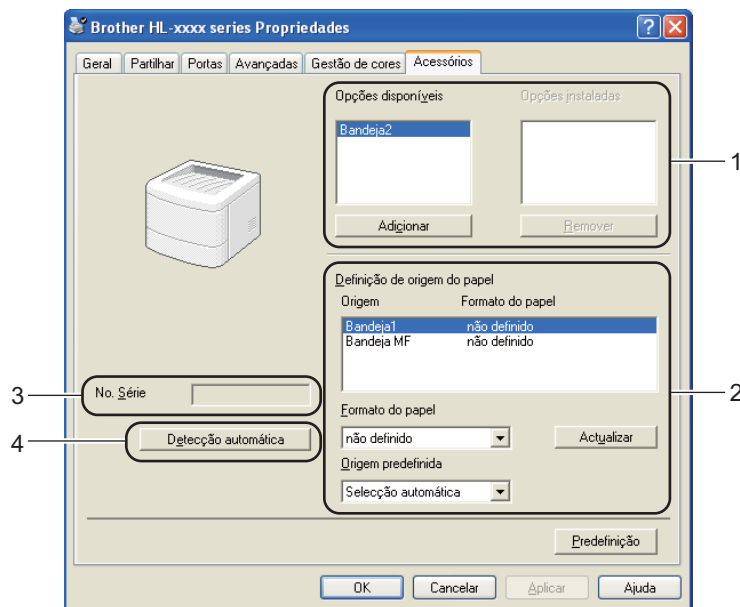 Brother HL-xxxx series Propriedades
Geral Partilhar Portas Avançadas Gestão de cores Acessórios
Opções disponíveis Opções instaladas
Bandeja2
1
Adicionar Remover
Definição de origem do papel
Origem Formato do papel
Bandeja1 não definido
Bandeja MF não definido
3 No. Série 2
Formato do papel
4 Detecção automática não definido Actualizar
Origem predefinida
Selecção automática
Predefinição
OK Cancelar Aplicar Ajuda